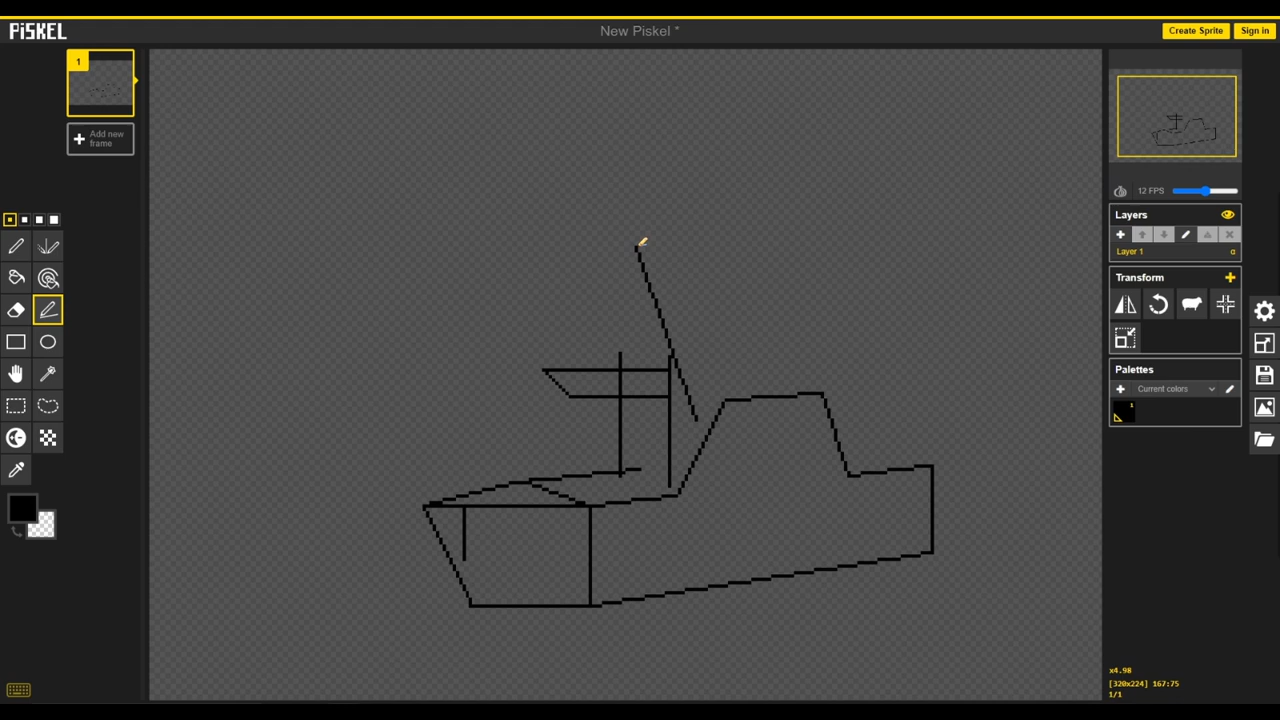 PiSKEL
New Piskel *
Create Sprite
Sign in
1
Add new
frame
12 FPS
Layers
Layer 1
α
Transform
Palettes
Current colors
1
x4.98
[320x224] 167:75
1/1